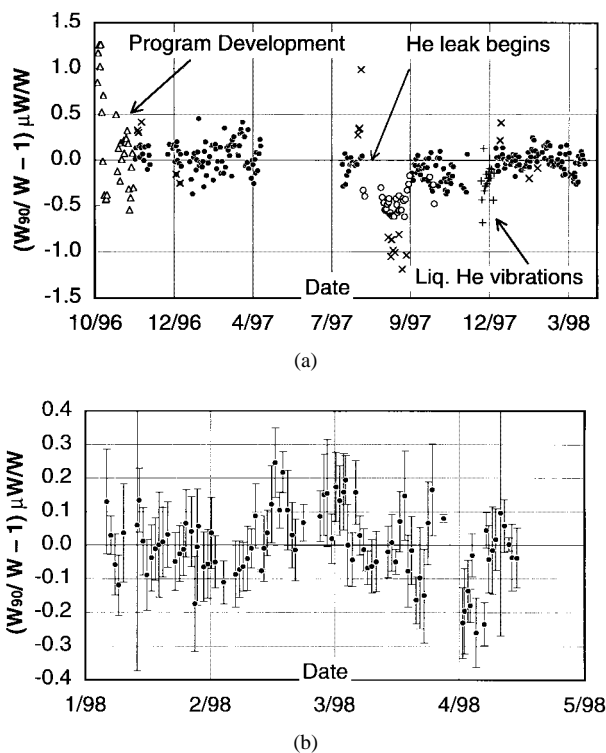 (W90/ W – 1) μW/W
1.5
1.0
0.5
0.0
-0.5
-1.0
-1.5
Program Development
He leak begins
Liq. He vibrations
Date
10/96 12/96 4/97 7/97 9/97 12/97 3/98
(a)
(W90/ W – 1) μW/W
0.4
0.3
0.2
0.1
0.0
-0.1
-0.2
-0.3
-0.4
Date
1/98 2/98 3/98 4/98 5/98
(b)